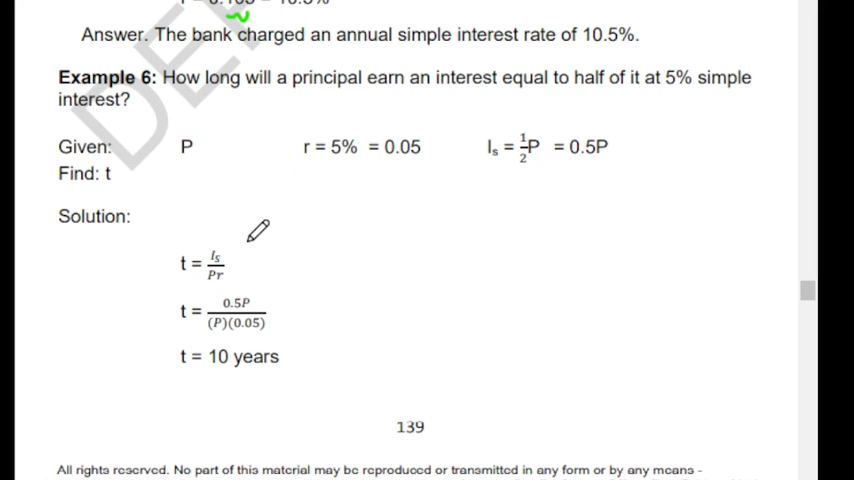 Answer. The bank charged an annual simple interest rate of 10.5%.
Example 6: How long will a principal earn an interest equal to half of it at 5% simple
interest?
Given: P r = 5% = 0.05 Iₛ = 1/2 P = 0.5P
Find: t
Solution:
t = Iₛ/Pr
t = 0.5P/(P)(0.05)
t = 10 years
139
All rights reserved. No part of this material may be reproduced or transmitted in any form or by any means -